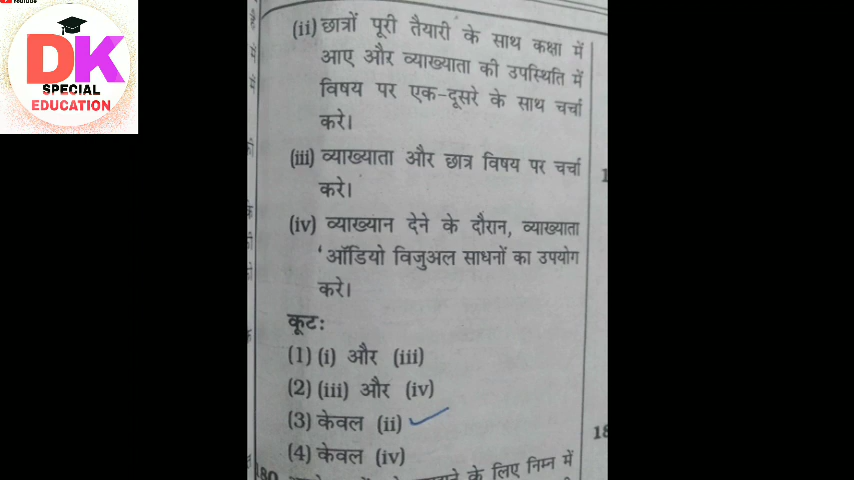 DK
SPECIAL
EDUCATION
(ii) छात्रों पूरी तैयारी के साथ कक्षा में
आए और व्याख्याता की उपस्थिति में
विषय पर एक-दूसरे के साथ चर्चा
करे।
(iii) व्याख्याता और छात्र विषय पर चर्चा
करे।
(iv) व्याख्यान देने के दौरान, व्याख्याता
'ऑडियो विजुअल साधनों का उपयोग
करे।
कूट:
(1) (i) और (iii)
(2) (iii) और (iv)
(3) केवल (ii)
(4) केवल (iv)
180 के लिए निम्न में